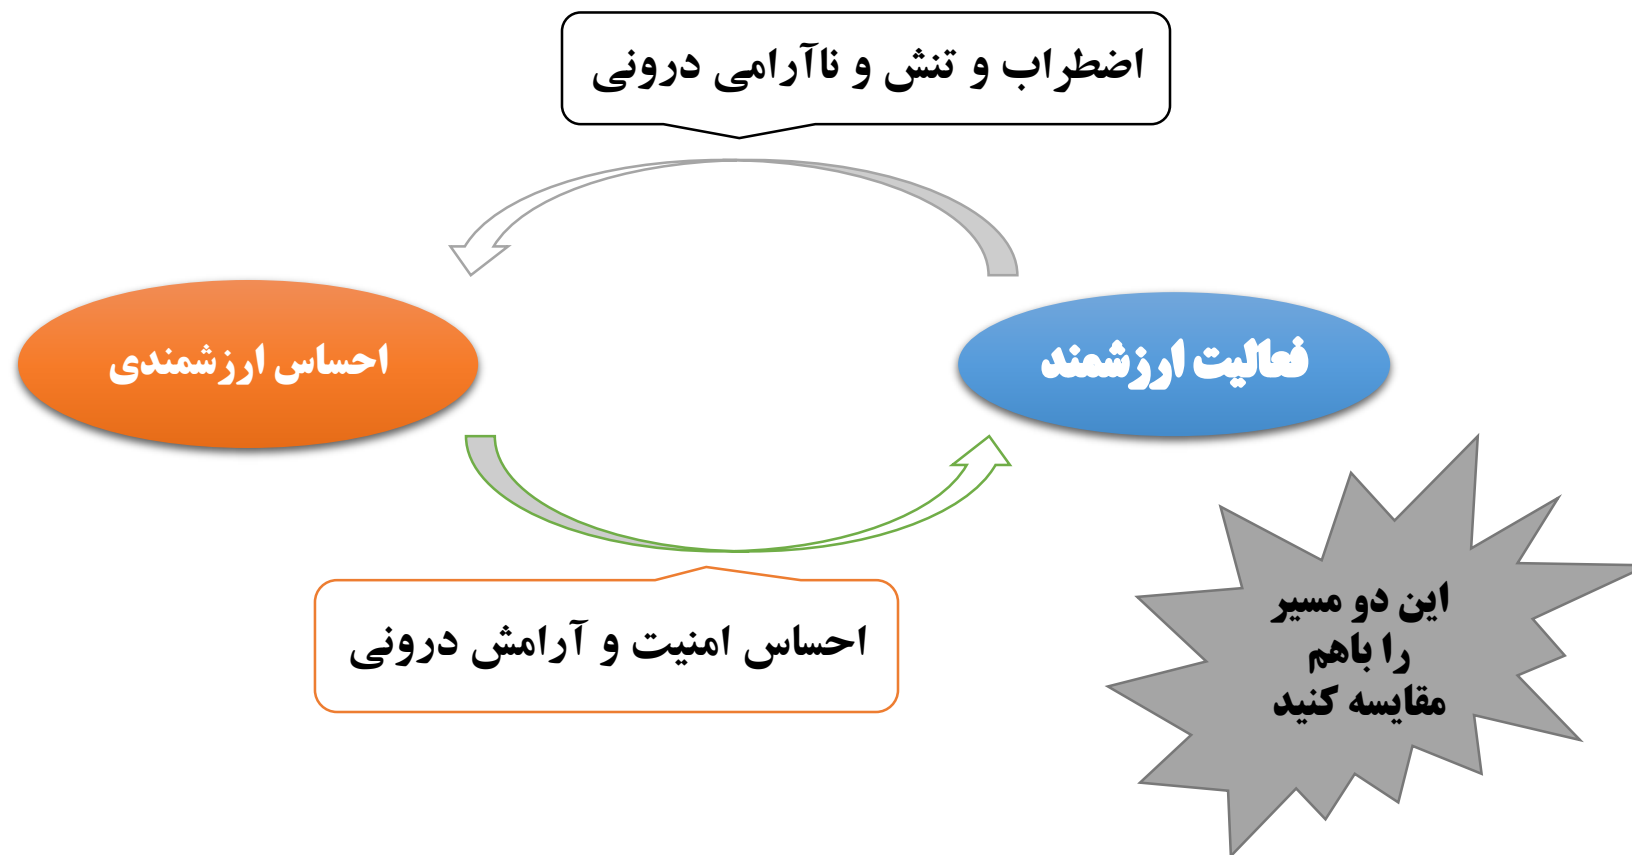 اضطراب و تنش و ناآرامی درونی
فعالیت ارزشمند
احساس ارزشمندی
احساس امنیت و آرامش درونی
این دو مسیر
را باهم
مقایسه کنید